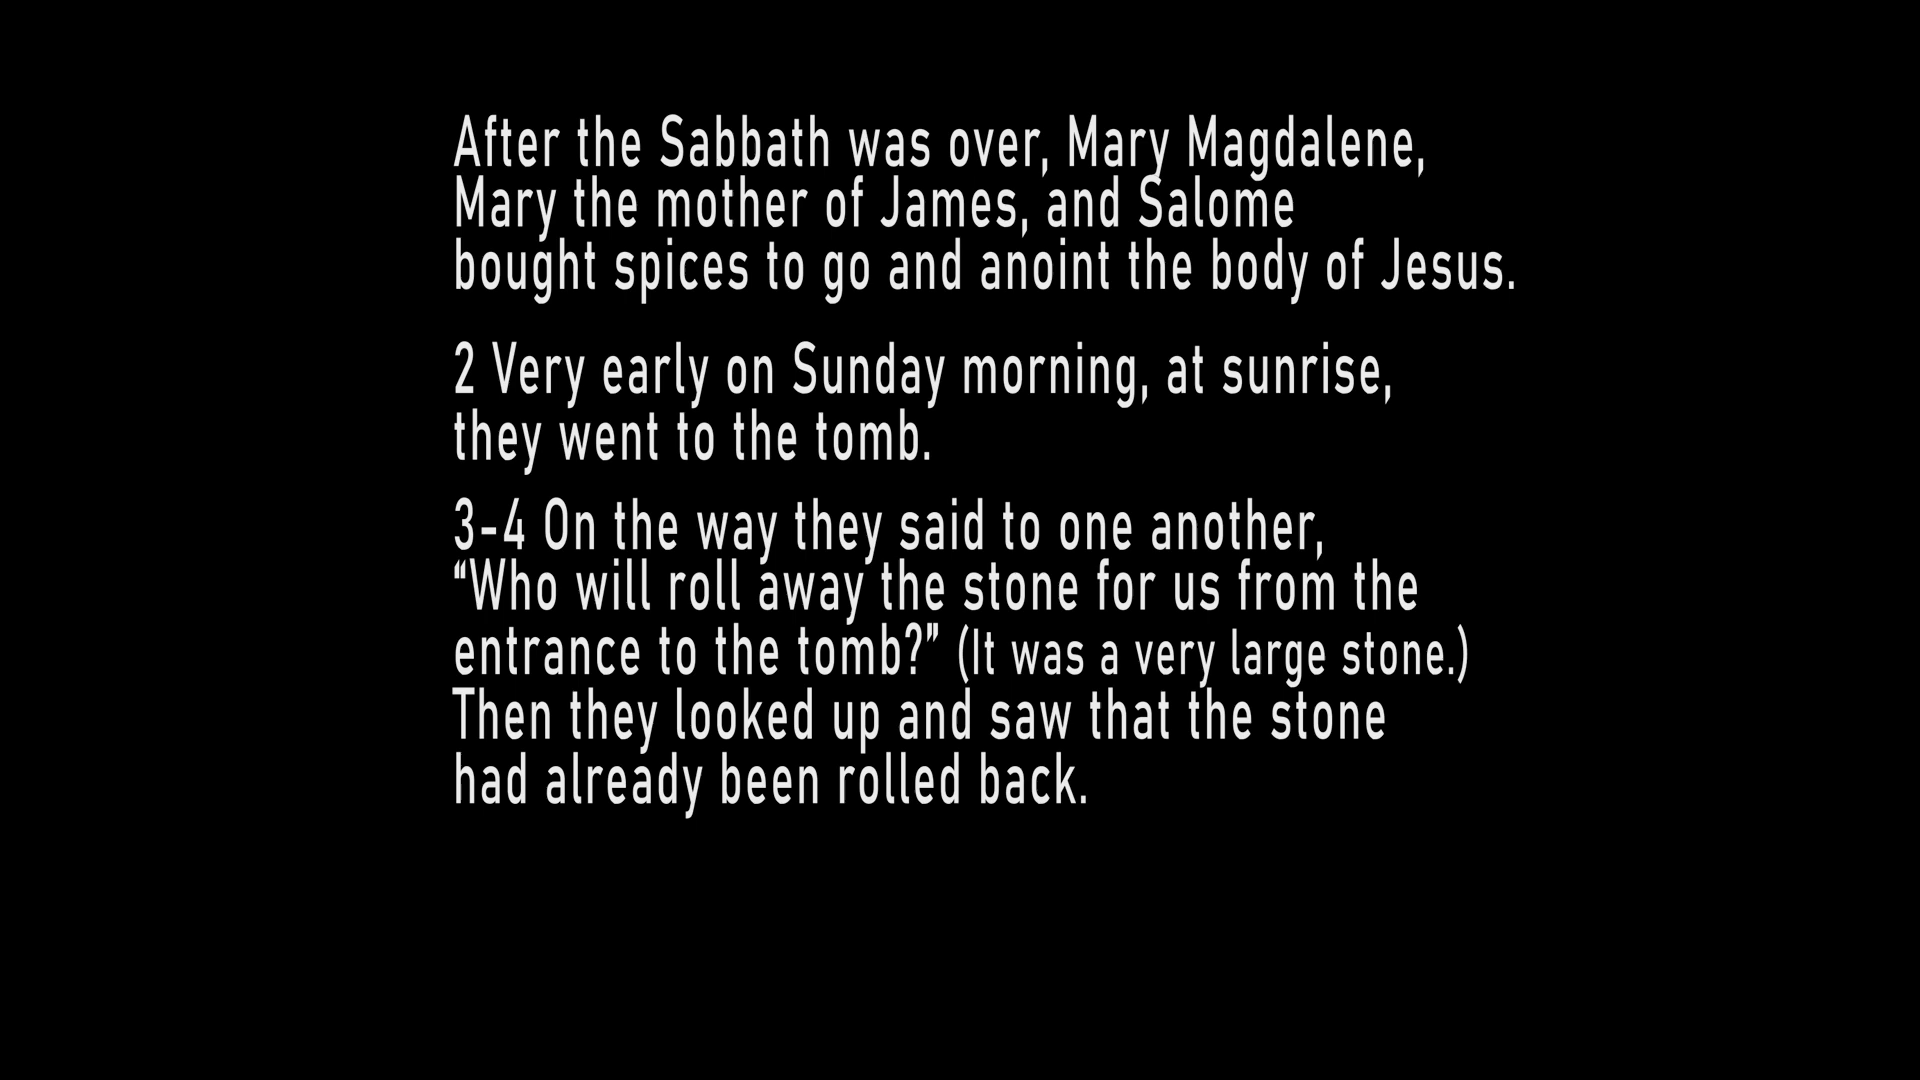 After the Sabbath was over, Mary Magdalene,
Mary the mother of James, and Salome
bought spices to go and anoint the body of Jesus.
2 Very early on Sunday morning, at sunrise,
they went to the tomb.
3-4 On the way they said to one another,
“Who will roll away the stone for us from the
entrance to the tomb?” (It was a very large stone.)
Then they looked up and saw that the stone
had already been rolled back.